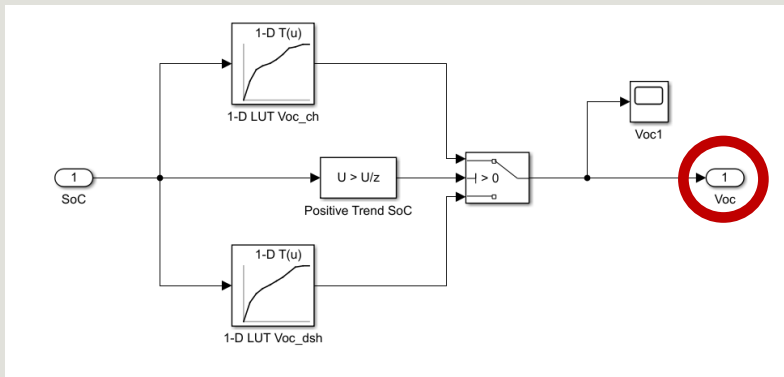 1-D T(u)
1-D LUT Voc_ch
Voc1
1
SoC
U > U/z
Positive Trend SoC
> 0
1
Voc
1-D T(u)
1-D LUT Voc_dsh